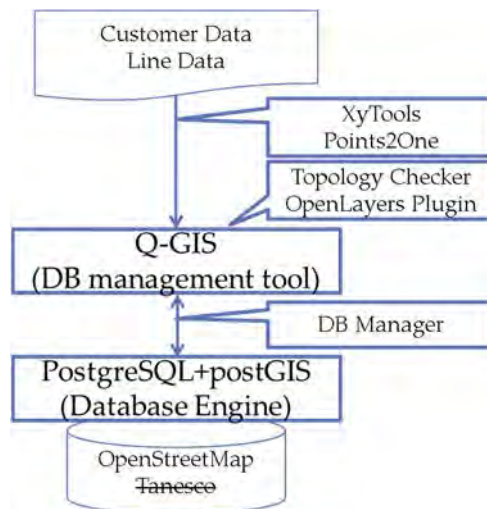 Customer Data
Line Data
XyTools
Points2One
Topology Checker
OpenLayers Plugin
Q-GIS
(DB management tool)
DB Manager
PostgreSQL+postGIS
(Database Engine)
OpenStreetMap
Tanesco